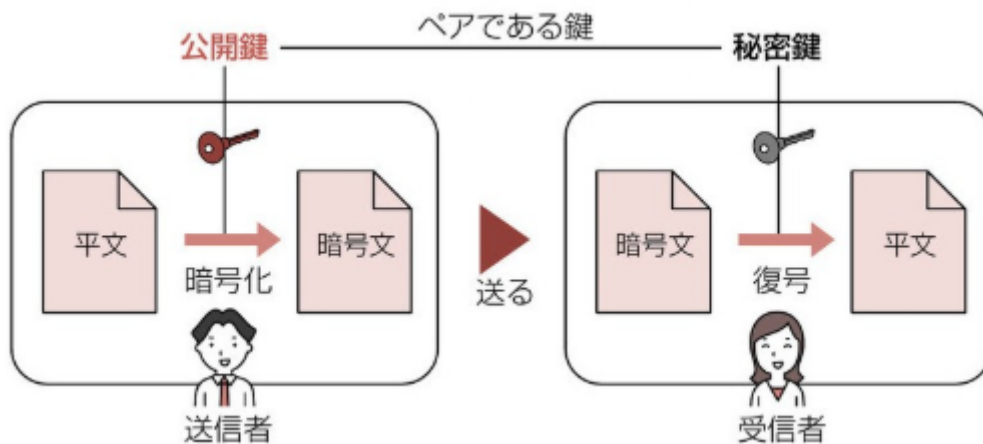 ペアである鍵
公開鍵
秘密鍵
平文
暗号文
暗号化
送信者
送る
暗号文
平文
復号
受信者